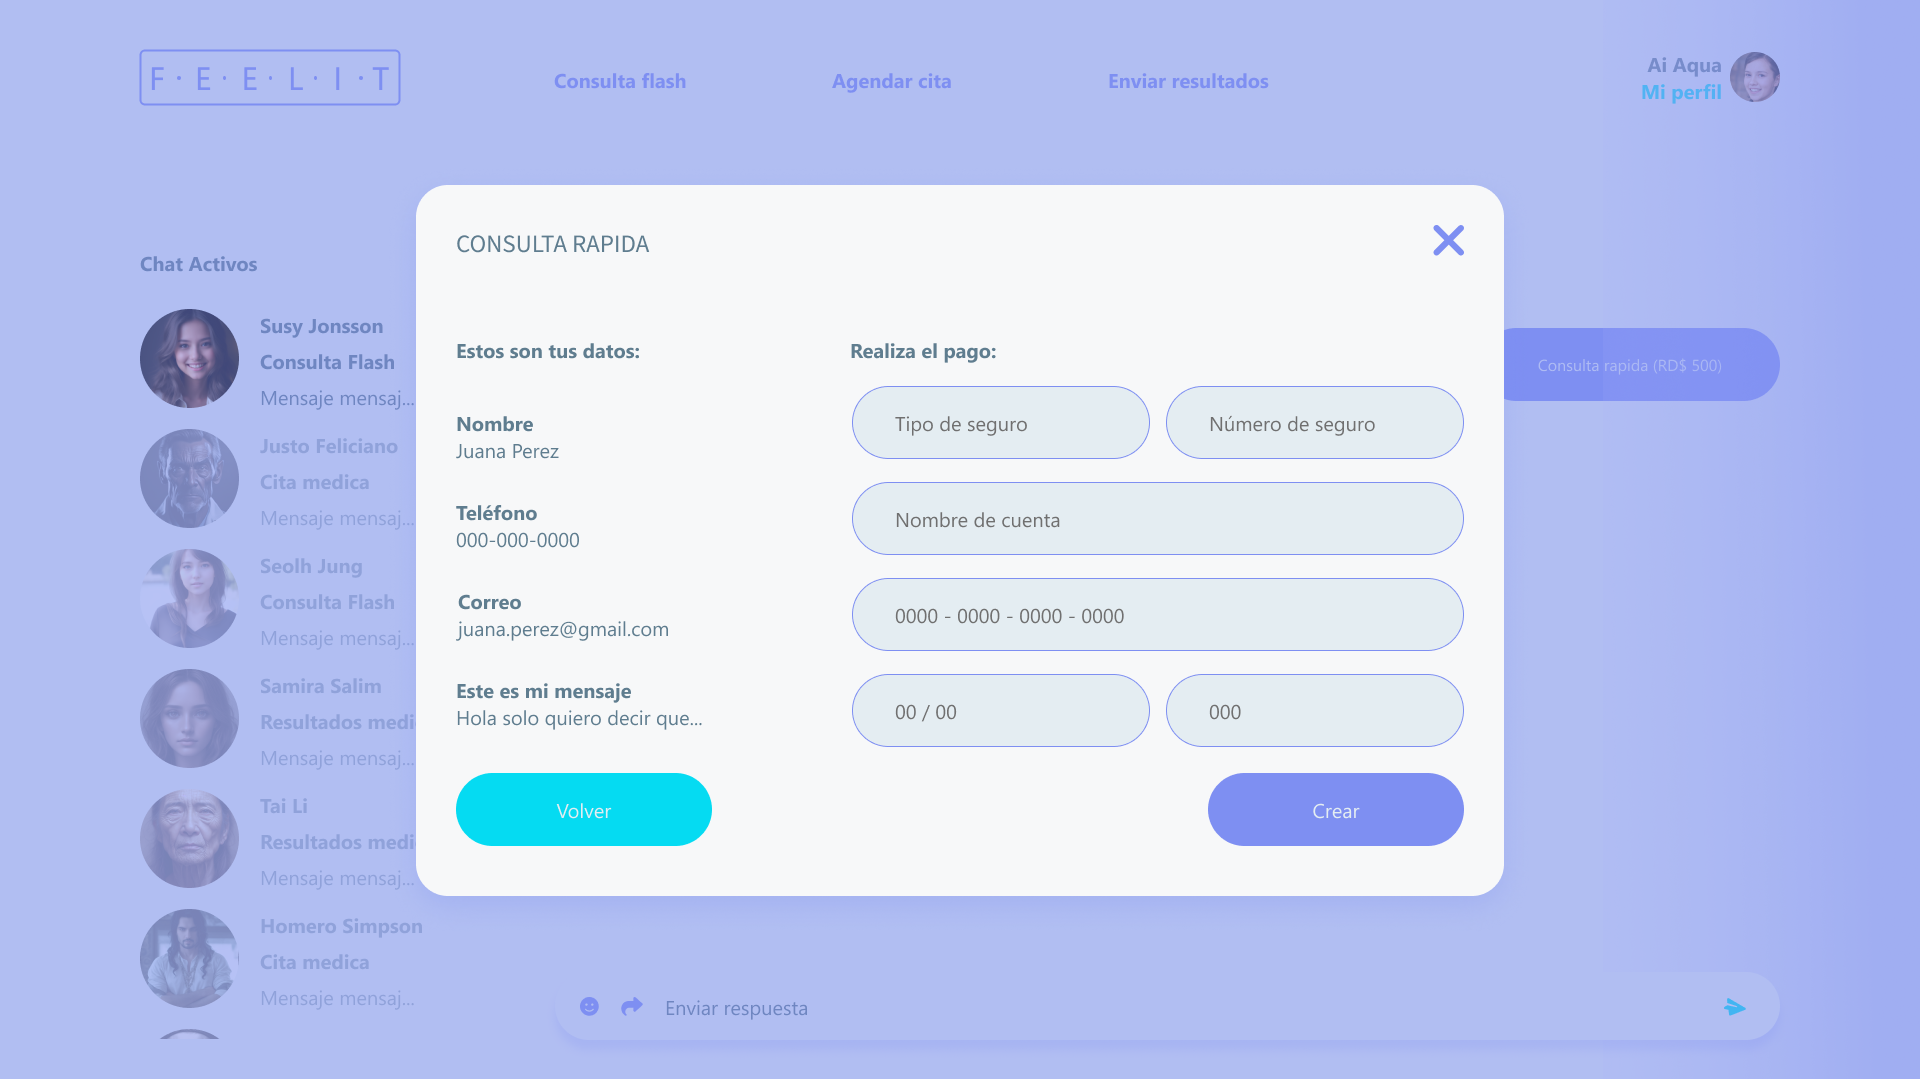 F·E·E·L·I·T
Consulta flash
Agendar cita
Enviar resultados
Ai Aqua
Mi perfil
Chat Activos
Susy Jonsson
Consulta Flash
Mensaje mensaj...
Justo Feliciano
Cita medica
Mensaje mensaj...
Seolh Jung
Consulta Flash
Mensaje mensaj...
Samira Salim
Resultados medi
Mensaje mensaj...
Tai Li
Resultados medi
Mensaje mensaj...
Homero Simpson
Cita medica
Mensaje mensaj...
CONSULTA RAPIDA
Estos son tus datos:
Nombre
Juana Perez
Teléfono
000-000-0000
Correo
juana.perez@gmail.com
Este es mi mensaje
Hola solo quiero decir que...
Volver
Realiza el pago:
Tipo de seguro
Número de seguro
Nombre de cuenta
0000 - 0000 - 0000 - 0000
00 / 00
000
Crear
Consulta rapida (RD$ 500)
Enviar respuesta